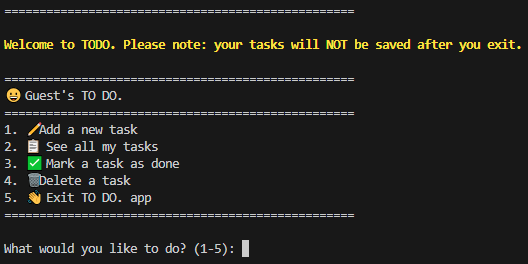 ==================================================
Welcome to TODO. Please note: your tasks will NOT be saved after you exit.
==================================================
😀 Guest's TO DO.
==================================================
1. ✏️Add a new task
2. 📋 See all my tasks
3. ✅ Mark a task as done
4. 🗑️Delete a task
5. 👋 Exit TO DO. app
==================================================
What would you like to do? (1-5):